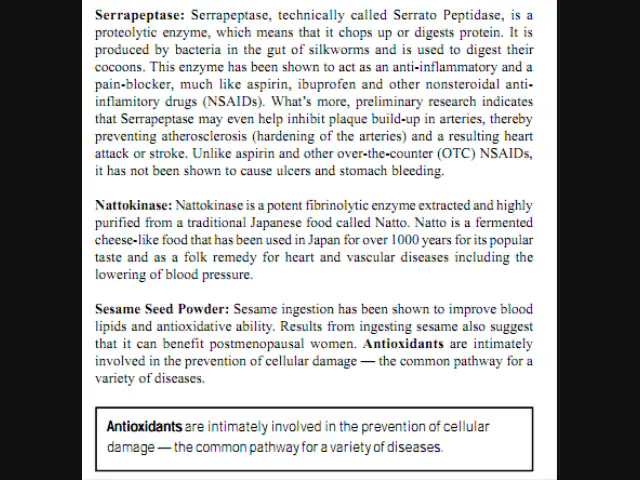 Serrapeptase: Serrapeptase, technically called Serrato Peptidase, is a
proteolytic enzyme, which means that it chops up or digests protein. It is
produced by bacteria in the gut of silkworms and is used to digest their
cocoons. This enzyme has been shown to act as an anti-inflammatory and a
pain-blocker, much like aspirin, ibuprofen and other nonsteroidal anti-
inflamitory drugs (NSAIDs). What's more, preliminary research indicates
that Serrapeptase may even help inhibit plaque build-up in arteries, thereby
preventing atherosclerosis (hardening of the arteries) and a resulting heart
attack or stroke. Unlike aspirin and other over-the-counter (OTC) NSAIDs,
it has not been shown to cause ulcers and stomach bleeding.
Nattokinase: Nattokinase is a potent fibrinolytic enzyme extracted and highly
purified from a traditional Japanese food called Natto. Natto is a fermented
cheese-like food that has been used in Japan for over 1000 years for its popular
taste and as a folk remedy for heart and vascular diseases including the
lowering of blood pressure.
Sesame Seed Powder: Sesame ingestion has been shown to improve blood
lipids and antioxidative ability. Results from ingesting sesame also suggest
that it can benefit postmenopausal women. Antioxidants are intimately
involved in the prevention of cellular damage — the common pathway for a
variety of diseases.
Antioxidants are intimately involved in the prevention of cellular
damage — the common pathway for a variety of diseases.